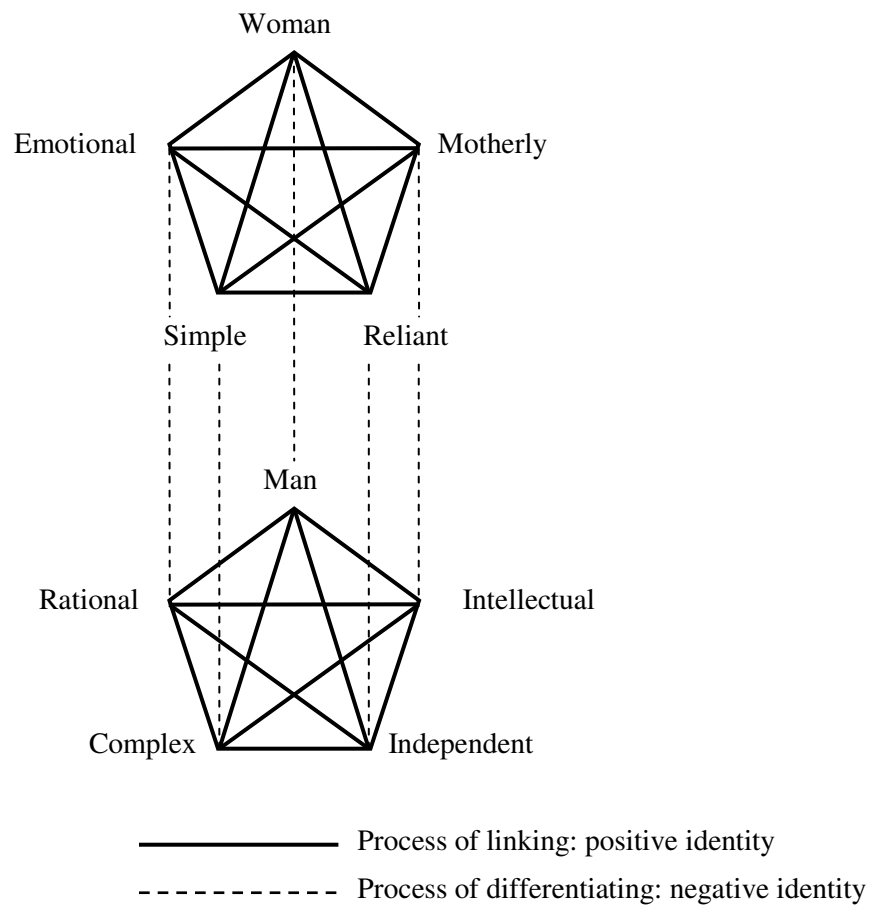 Woman
Emotional
Motherly
Simple
Reliant
Man
Rational
Intellectual
Complex
Independent
Process of linking: positive identity
Process of differentiating: negative identity